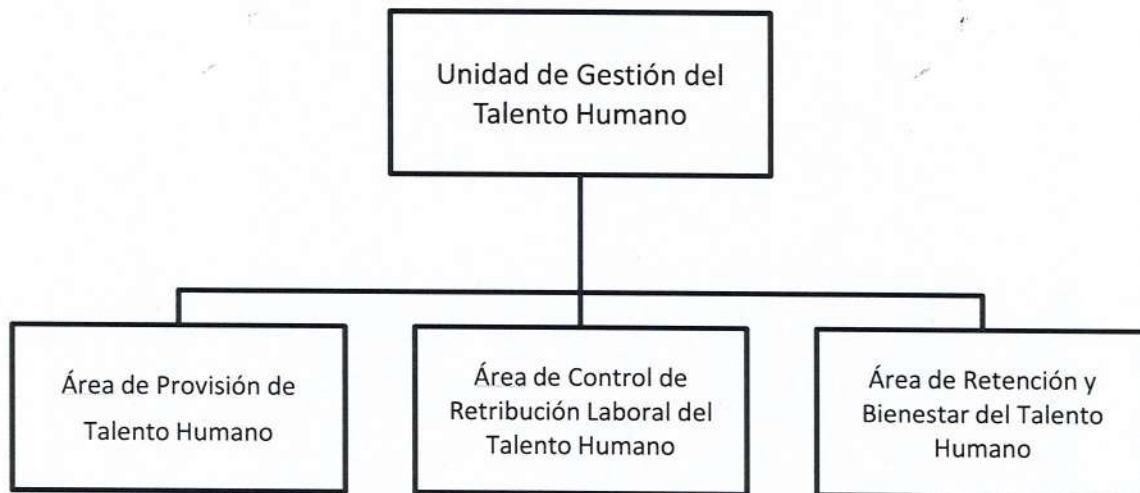 Unidad de Gestión del
Talento Humano
Área de Provisión de
Talento Humano
Área de Control de
Retribución Laboral del
Talento Humano
Área de Retención y
Bienestar del Talento
Humano